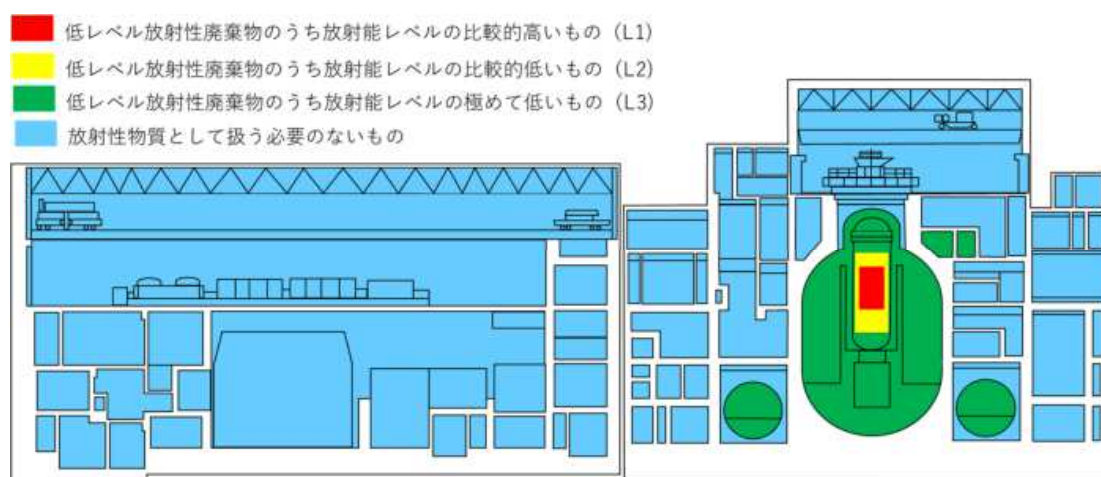 低レベル放射性廃棄物のうち放射能レベルの比較的高いもの（L1）
低レベル放射性廃棄物のうち放射能レベルの比較的低いもの（L2）
低レベル放射性廃棄物のうち放射能レベルの極めて低いもの（L3）
放射性物質として扱う必要のないもの